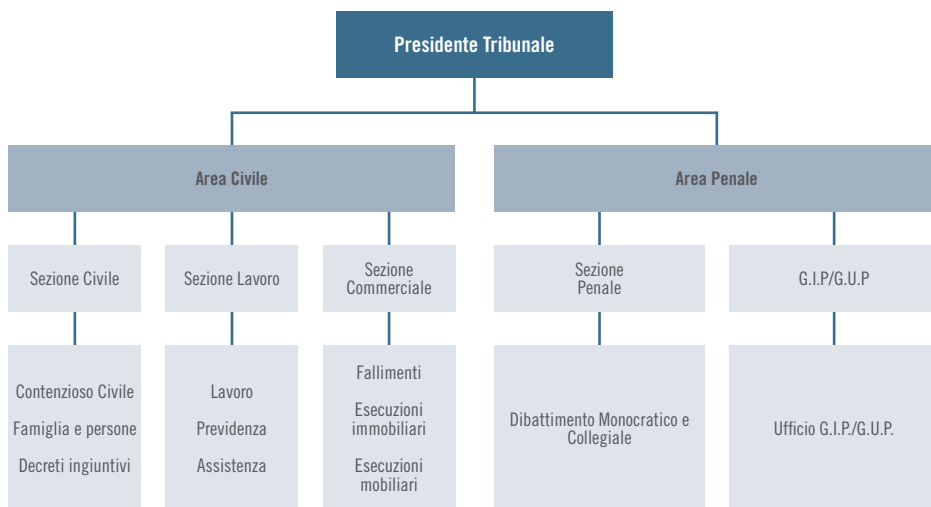 Presidente Tribunale
Area Civile
Area Penale
Sezione Civile
Sezione Lavoro
Sezione
Commerciale
Sezione
Penale
G.I.P/G.U.P
Contenzioso Civile
Famiglia e persone
Decreti ingiuntivi
Lavoro
Previdenza
Assistenza
Fallimenti
Esecuzioni
immobiliari
Esecuzioni
mobiliari
Dibattimento Monocratico e
Collegiale
Ufficio G.I.P./G.U.P.